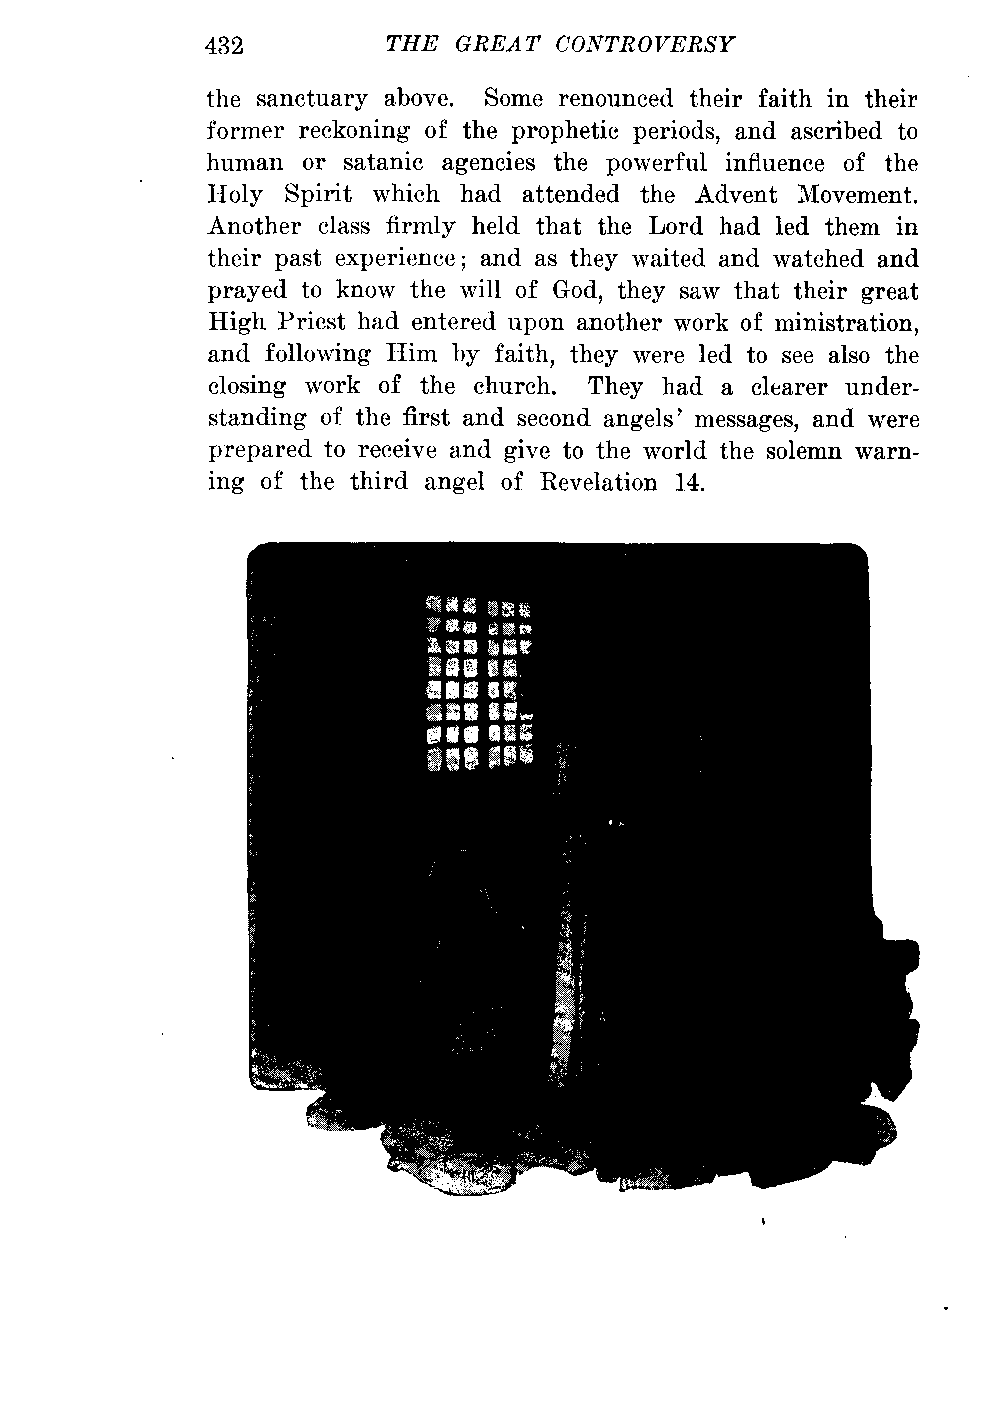 432 THE GREAT CONTROVERSY
the sanctuary above. Some renounced their faith in their
former reckoning of the prophetic periods, and ascribed to
human or satanic agencies the powerful influence of the
Holy Spirit which had attended the Advent Movement.
Another class firmly held that the Lord had led them in
their past experience; and as they waited and watched and
prayed to know the will of God, they saw that their great
High Priest had entered upon another work of ministration,
and following Him by faith, they were led to see also the
closing work of the church. They had a clearer under-
standing of the first and second angels' messages, and were
prepared to receive and give to the world the solemn warn-
ing of the third angel of Revelation 14.